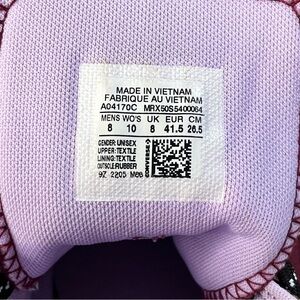 MADE IN VIETNAM
FABRIQUE AU VIETNAM
A04170C MRX50S5400064
MENS WO'S UK EUR CM
8 10 8 41.5 26.5
GENDER: UNISEX
UPPER: TEXTILE
LINING: TEXTILE
OUTSOLE: RUBBER
9Z 2205 M66
CONVERSE